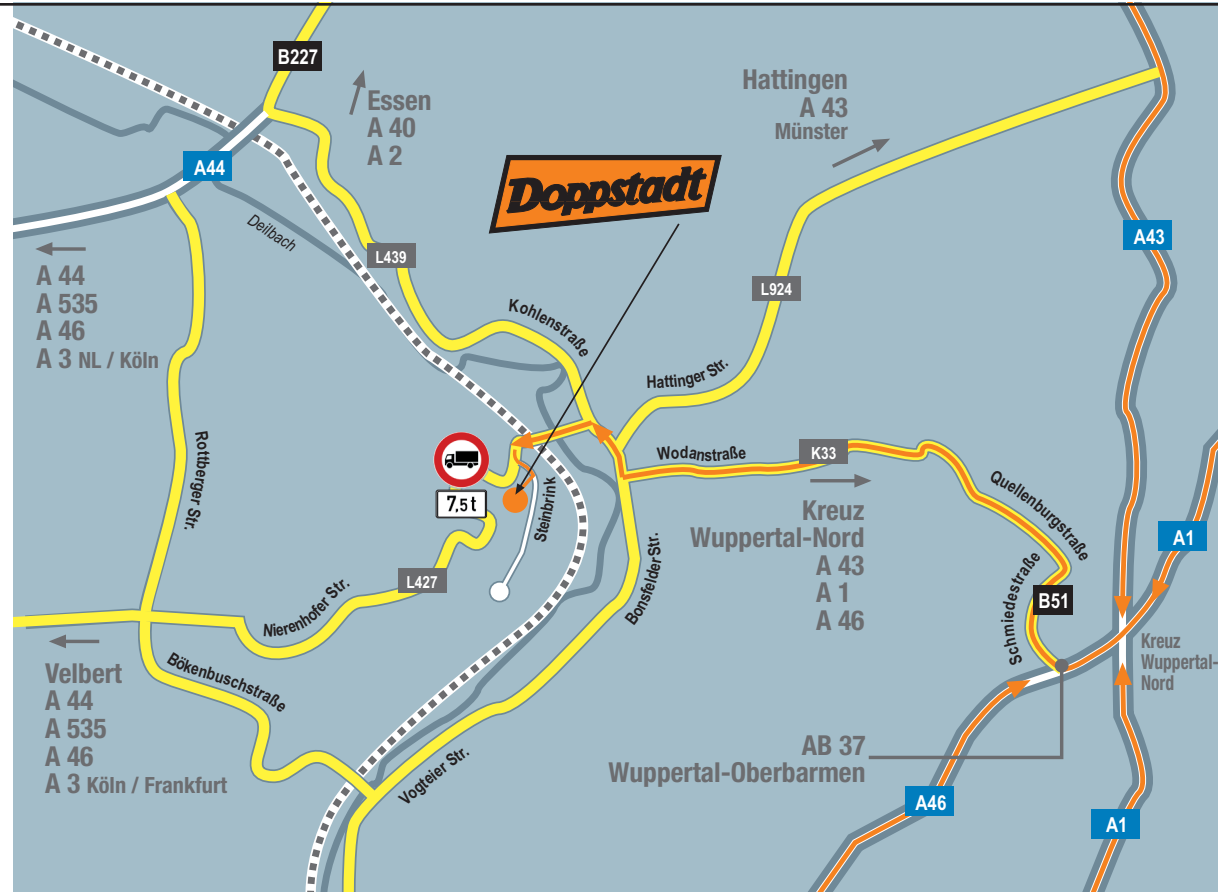 B227
Essen
A 40
A 2
Hattingen
A 43
Münster
A44
Doppstadt
Deilbach
A43
L439
A 44
A 535
A 46
A 3 NL / Köln
L924
Kohlenstraße
Hattinger Str.
Rottberger Str.
Wodanstraße
K33
7,5 t
Steinbrink
Quellenburgstraße
Kreuz
Wuppertal-Nord
A 43
A 1
A 46
A1
L427
Bonsfelder Str.
Schmiedestraße
B51
Nierenhofer Str.
Kreuz
Wuppertal-
Nord
Velbert
A 44
A 535
A 46
A 3 Köln / Frankfurt
Bökenbuschstraße
Vogteier Str.
AB 37
Wuppertal-Oberbarmen
A46
A1